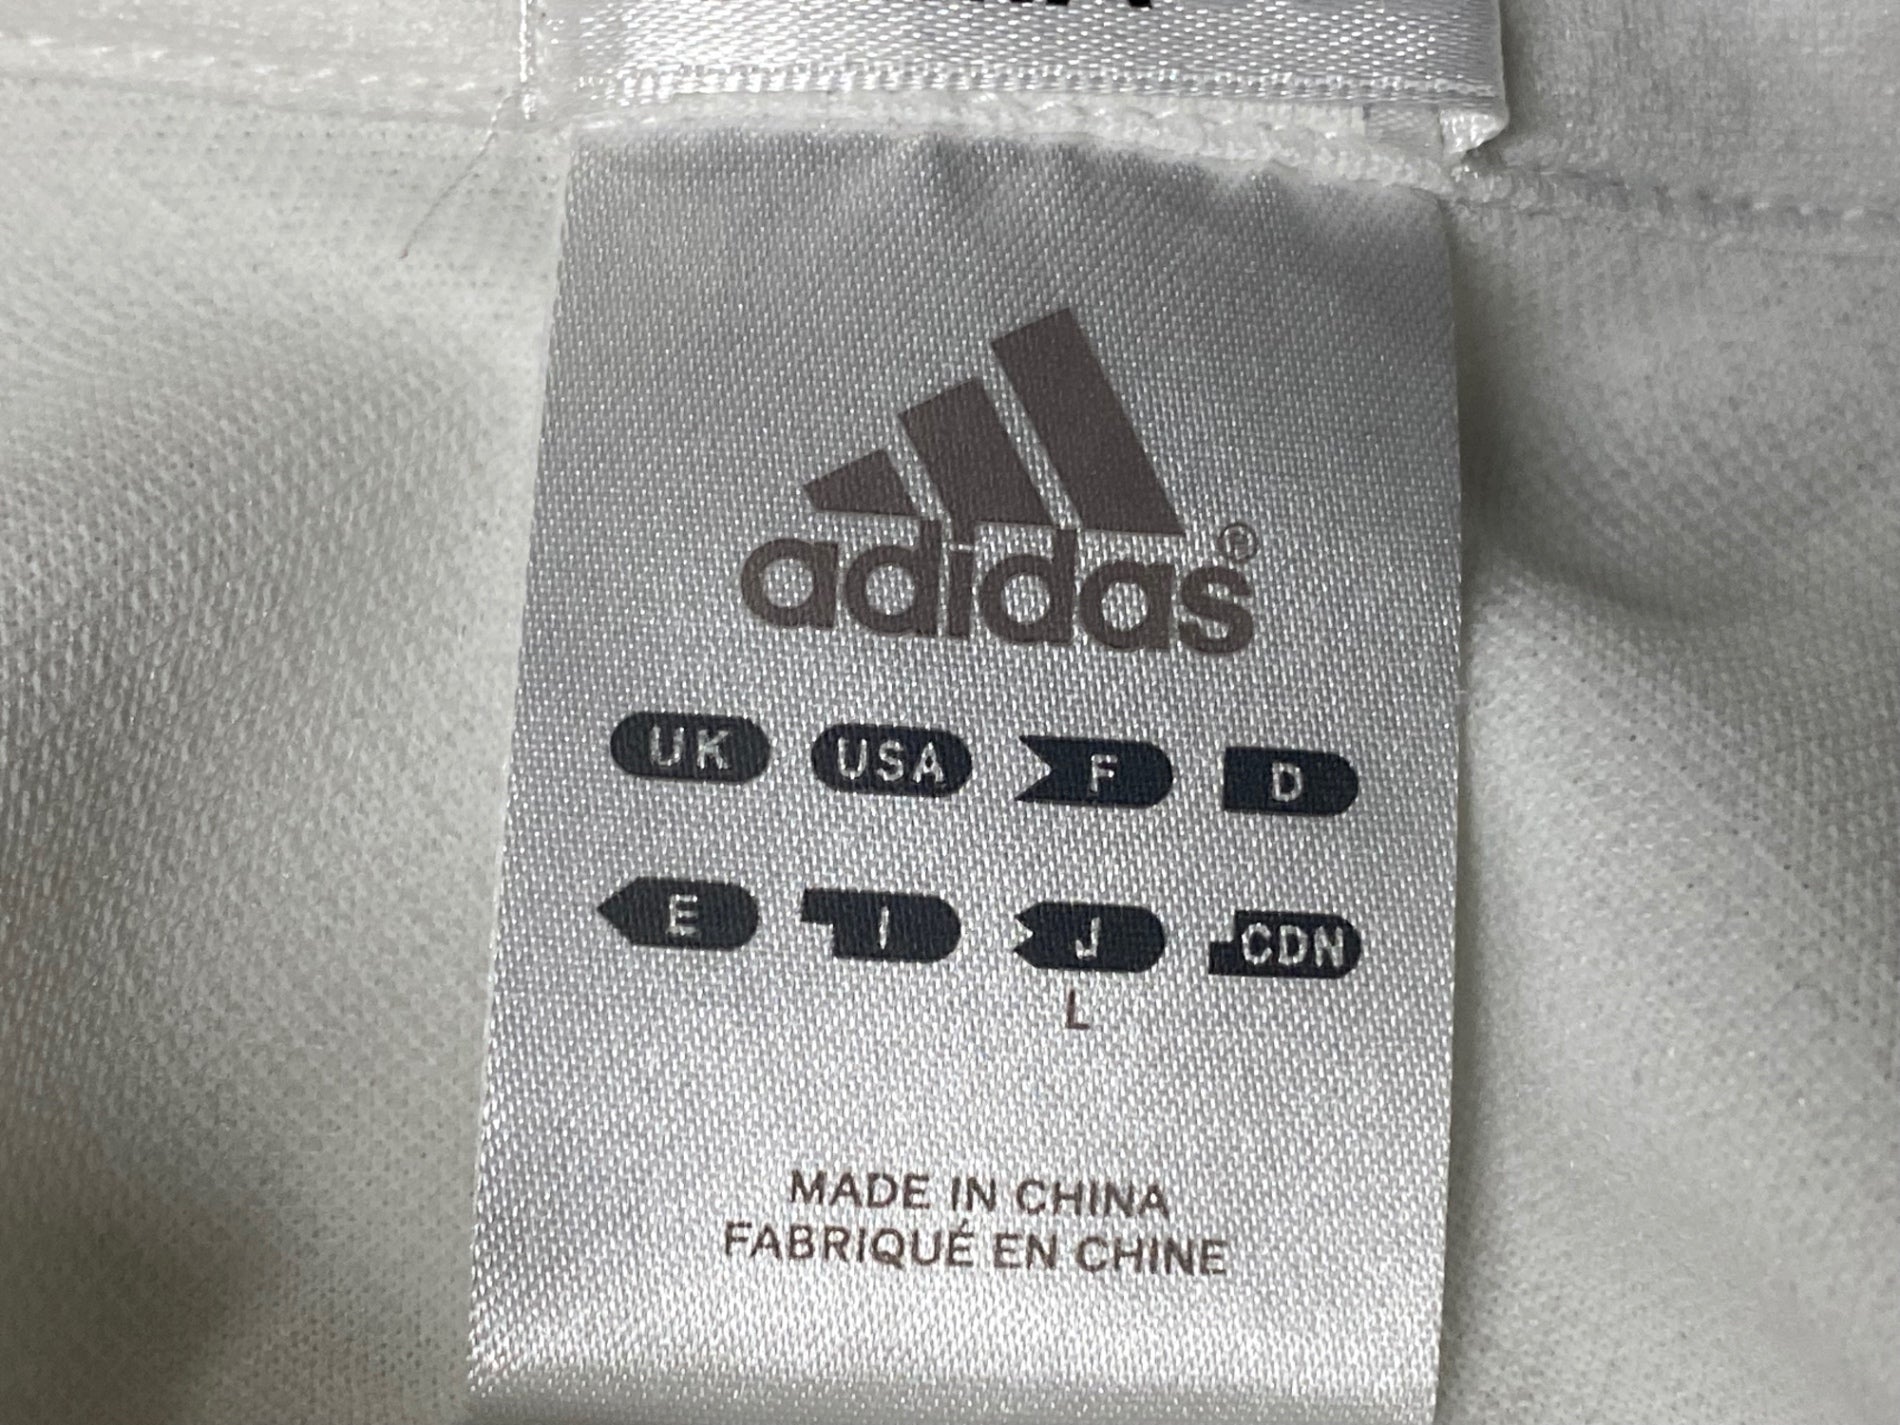 adidas®
UK USA F D
E I J CDN
L
MADE IN CHINA
FABRIQUÉ EN CHINE